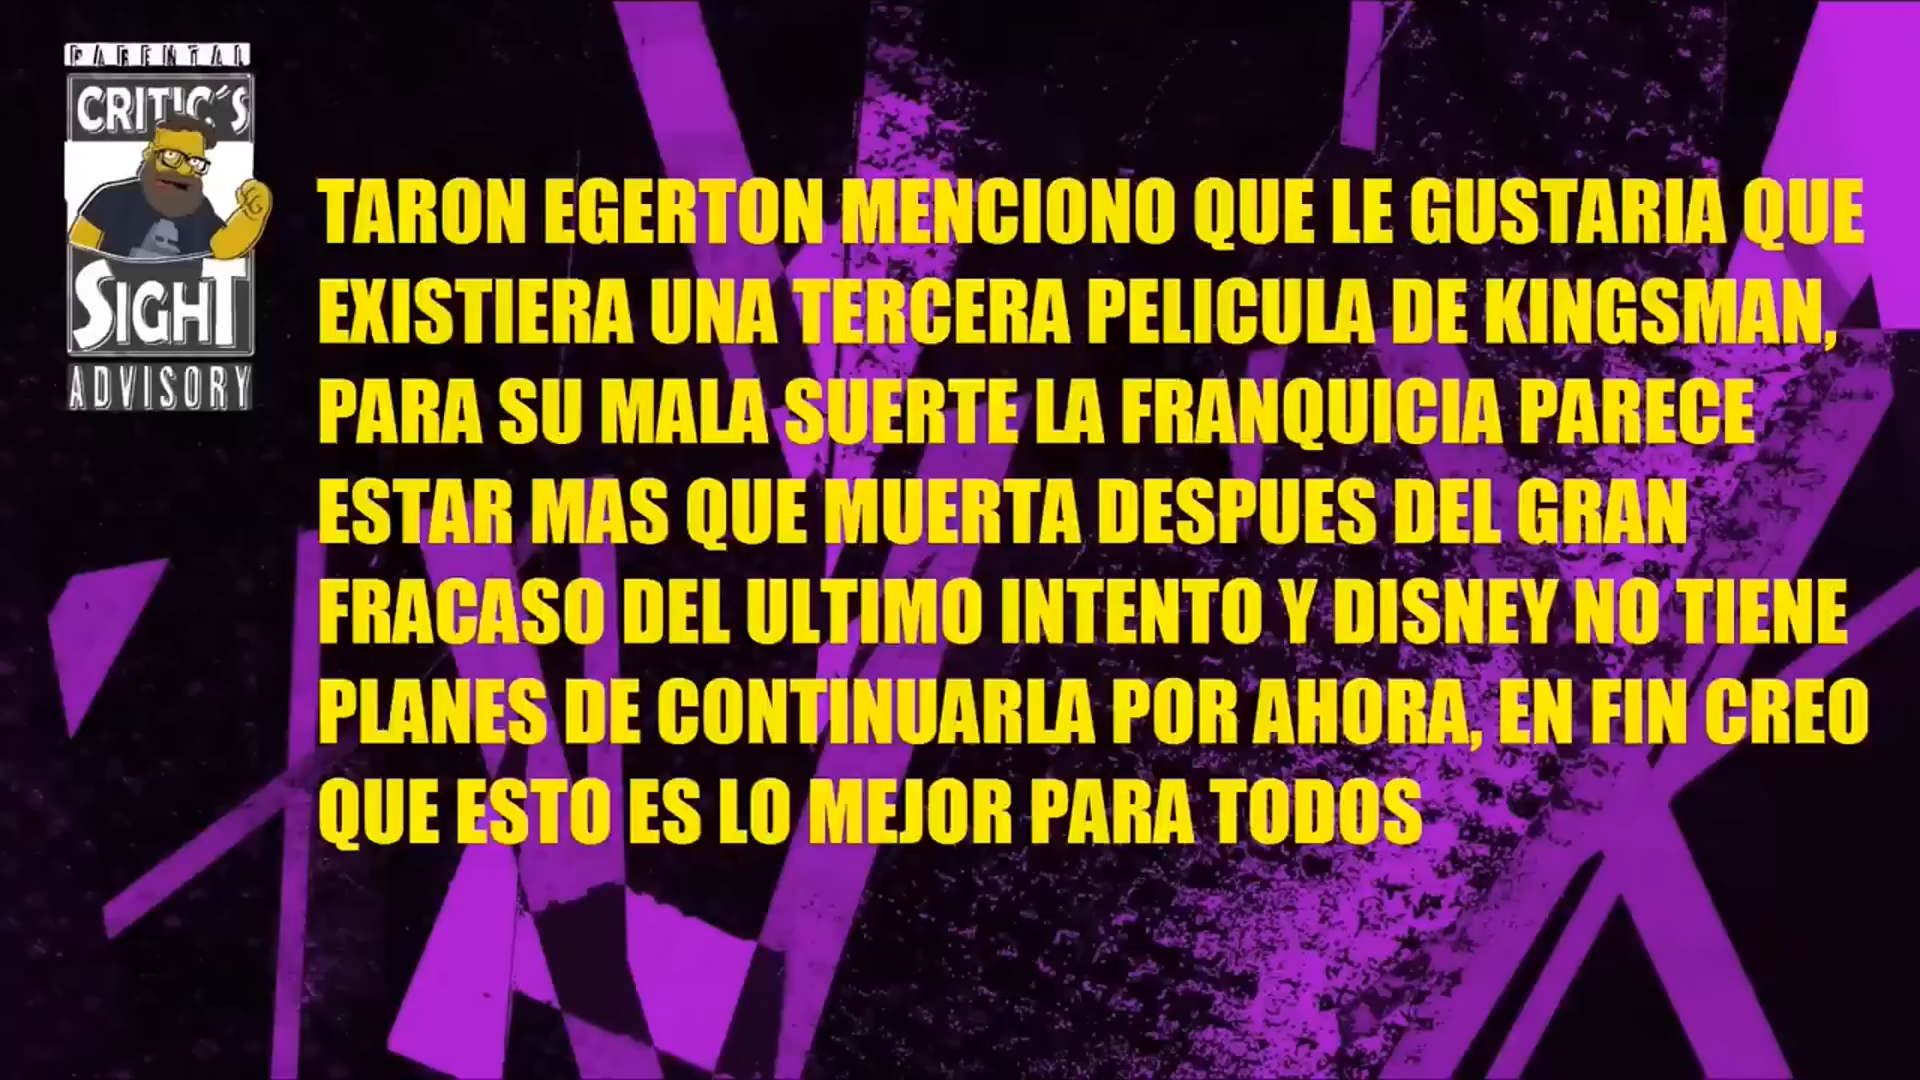 PARENTAL
CRITIC´S
SIGHT
ADVISORY
TARON EGERTON MENCIONO QUE LE GUSTARIA QUE
EXISTIERA UNA TERCERA PELICULA DE KINGSMAN,
PARA SU MALA SUERTE LA FRANQUICIA PARECE
ESTAR MAS QUE MUERTA DESPUES DEL GRAN
FRACASO DEL ULTIMO INTENTO Y DISNEY NO TIENE
PLANES DE CONTINUARLA POR AHORA, EN FIN CREO
QUE ESTO ES LO MEJOR PARA TODOS